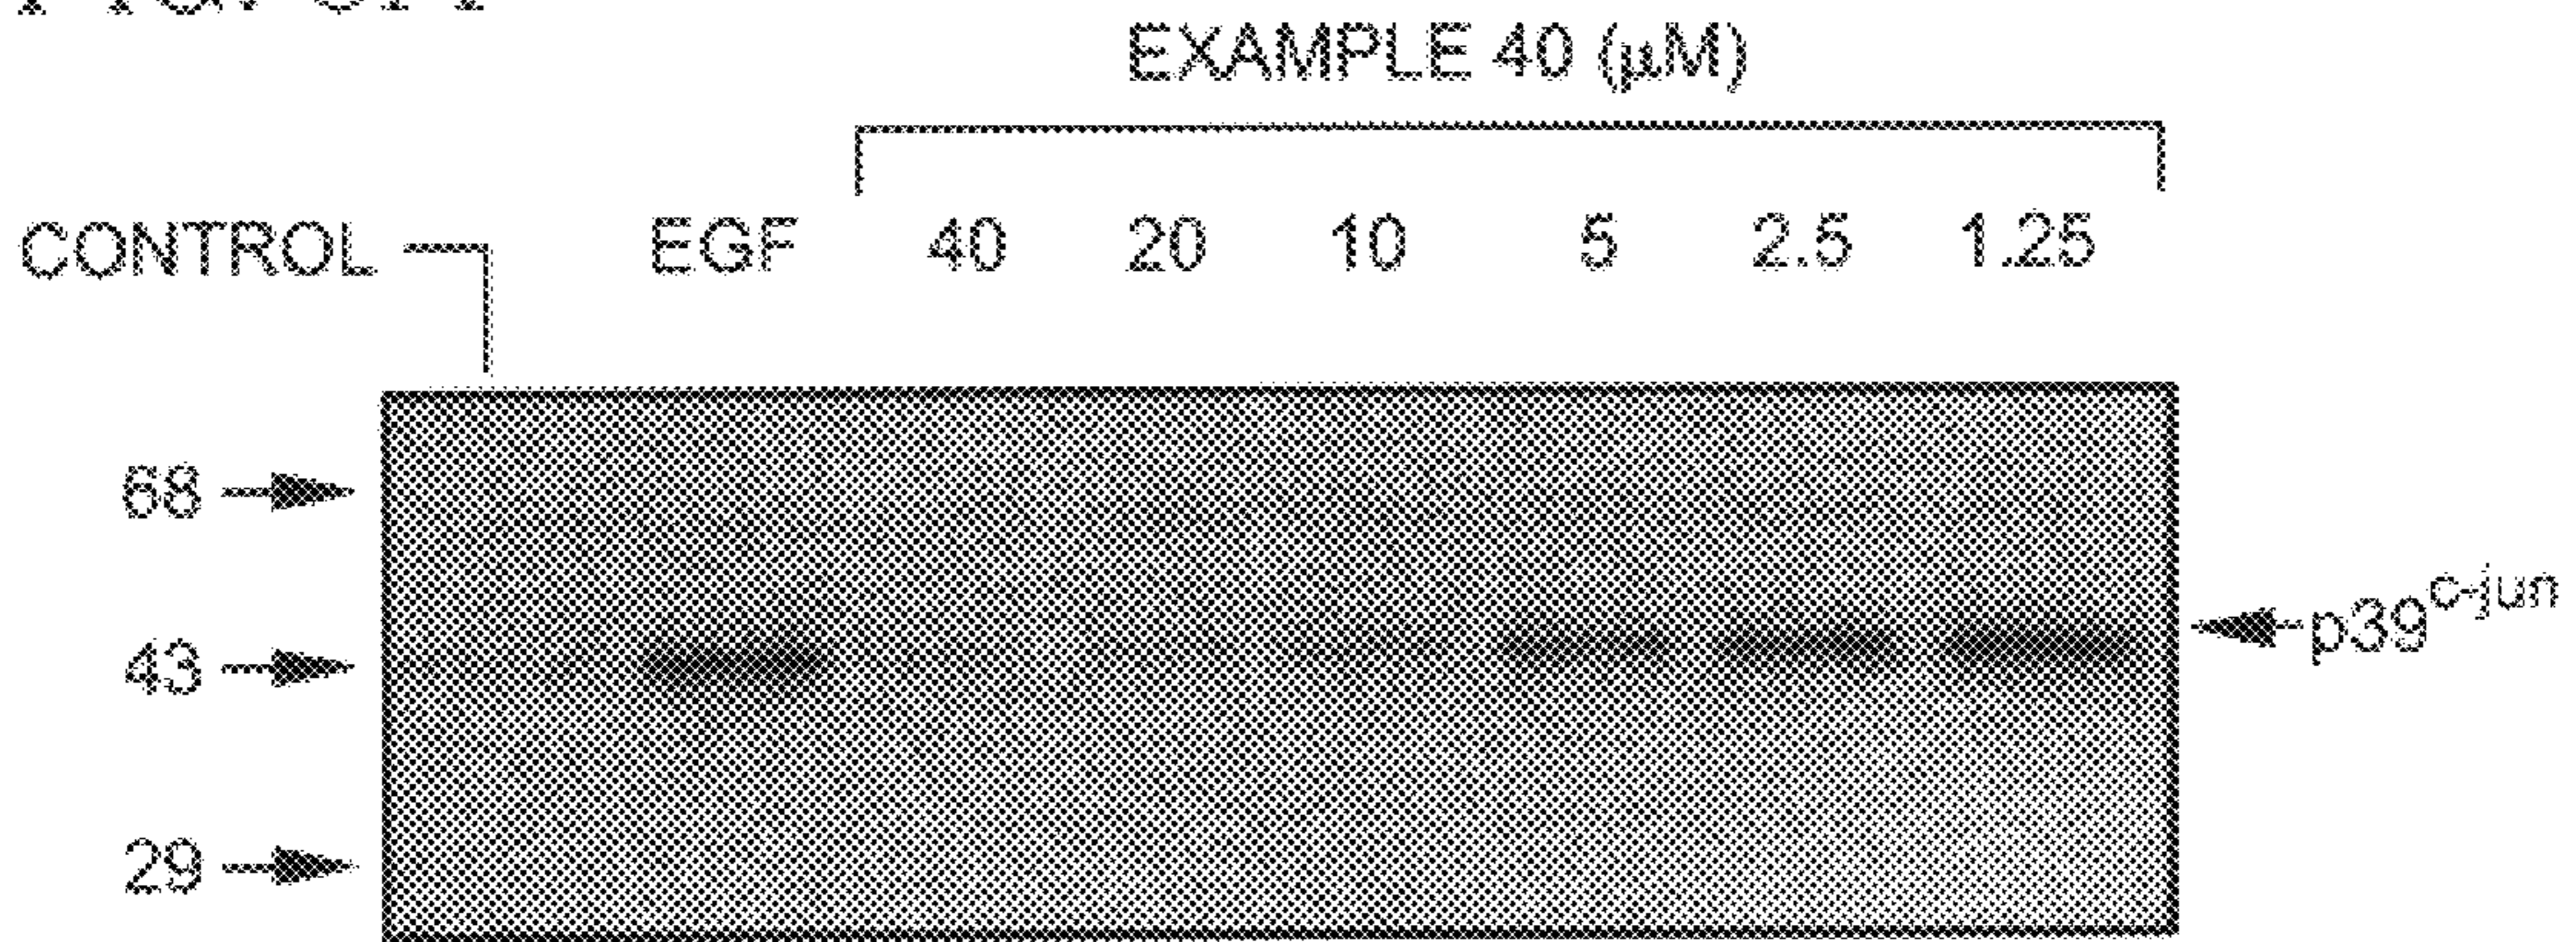 EXAMPLE 40 (μM)
CONTROL EGF 40 20 10 5 2.5 1.25
68
43 p39c-jun
29